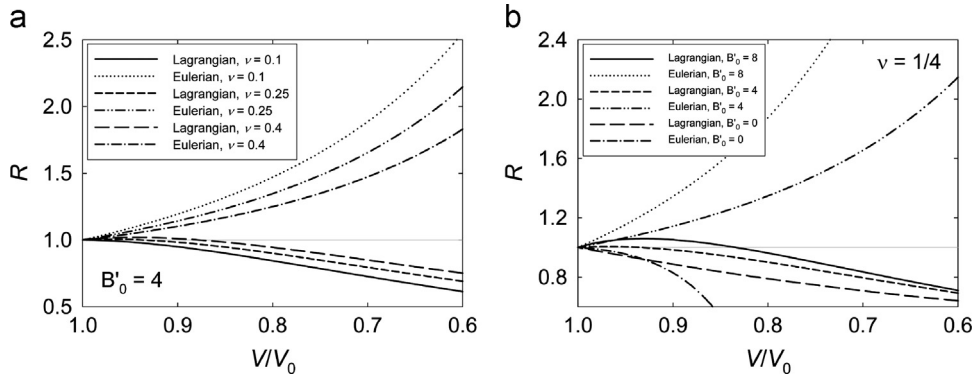 a
R
2.5
2.0
1.5
1.0
0.5
Lagrangian, ν = 0.1
Eulerian, ν = 0.1
Lagrangian, ν = 0.25
Eulerian, ν = 0.25
Lagrangian, ν = 0.4
Eulerian, ν = 0.4
B'₀ = 4
1.0 0.9 0.8 0.7 0.6
V/V₀
b
R
2.4
2.0
1.6
1.2
0.8
Lagrangian, B'₀ = 8
Eulerian, B'₀ = 8
Lagrangian, B'₀ = 4
Eulerian, B'₀ = 4
Lagrangian, B'₀ = 0
Eulerian, B'₀ = 0
ν = 1/4
1.0 0.9 0.8 0.7 0.6
V/V₀